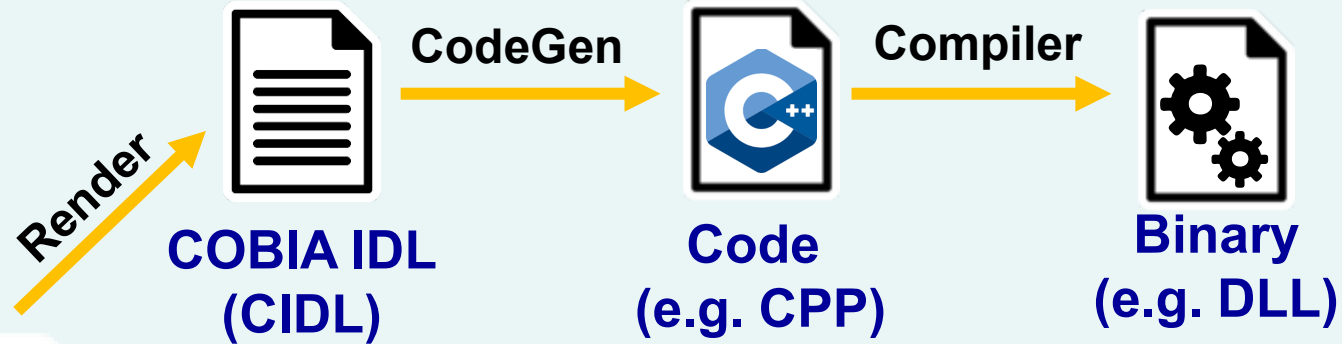 CodeGen
Compiler
C++
Render
COBIA IDL
(CIDL)
Code
(e.g. CPP)
Binary
(e.g. DLL)